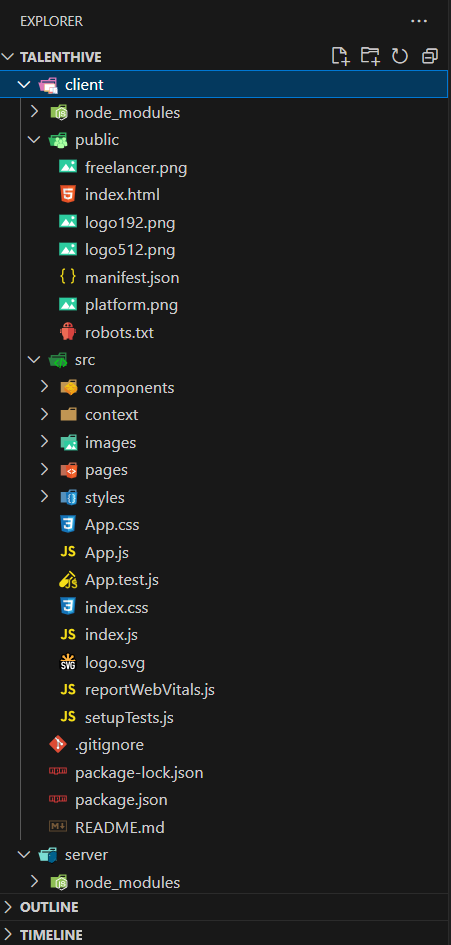 EXPLORER
TALENTHIVE
client
node_modules
public
freelancer.png
index.html
logo192.png
logo512.png
manifest.json
platform.png
robots.txt
src
components
context
images
pages
styles
App.css
App.js
App.test.js
index.css
index.js
logo.svg
reportWebVitals.js
setupTests.js
.gitignore
package-lock.json
package.json
README.md
server
node_modules
OUTLINE
TIMELINE